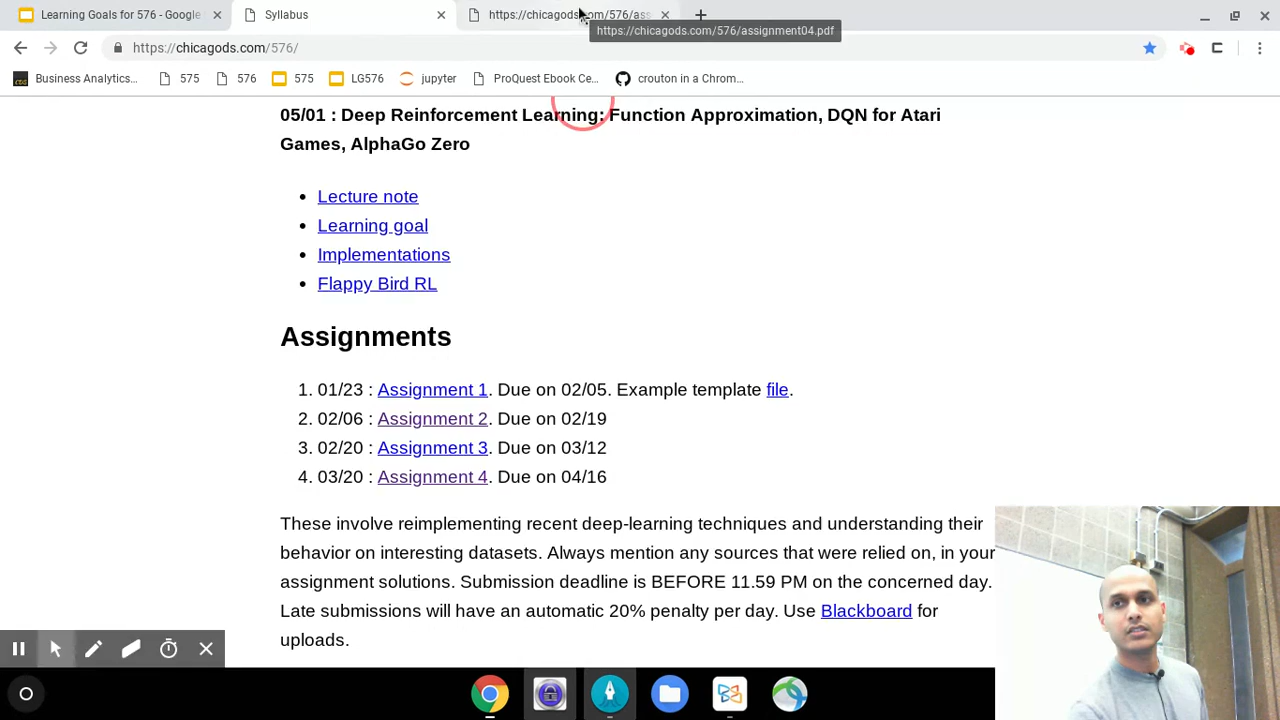 Learning Goals for 576 - Google
Syllabus
https://chicagods.com/576/ass
https://chicagods.com/576/assignment04.pdf
https://chicagods.com/576/
Business Analytics...
575
576
575
LG576
jupyter
ProQuest Ebook Ce...
crouton in a Chrom...
05/01 : Deep Reinforcement Learning: Function Approximation, DQN for Atari
Games, AlphaGo Zero
Lecture note
Learning goal
Implementations
Flappy Bird RL
Assignments
1. 01/23 : Assignment 1. Due on 02/05. Example template file.
2. 02/06 : Assignment 2. Due on 02/19
3. 02/20 : Assignment 3. Due on 03/12
4. 03/20 : Assignment 4. Due on 04/16
These involve reimplementing recent deep-learning techniques and understanding their
behavior on interesting datasets. Always mention any sources that were relied on, in your
assignment solutions. Submission deadline is BEFORE 11.59 PM on the concerned day.
Late submissions will have an automatic 20% penalty per day. Use Blackboard for
uploads.